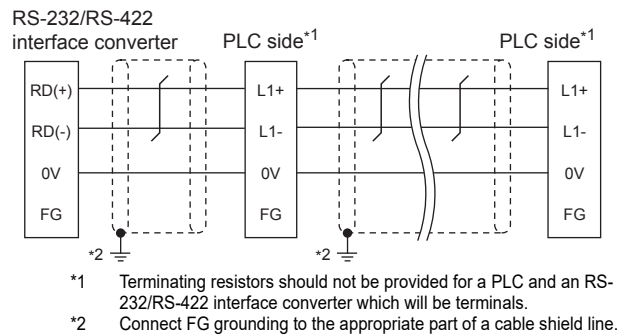 RS-232/RS-422
interface converter
PLC side*1
PLC side*1
RD(+)
L1+
L1+
RD(-)
L1-
L1-
0V
0V
0V
FG
FG
FG
*2
*2
*1 Terminating resistors should not be provided for a PLC and an RS-
232/RS-422 interface converter which will be terminals.
*2 Connect FG grounding to the appropriate part of a cable shield line.